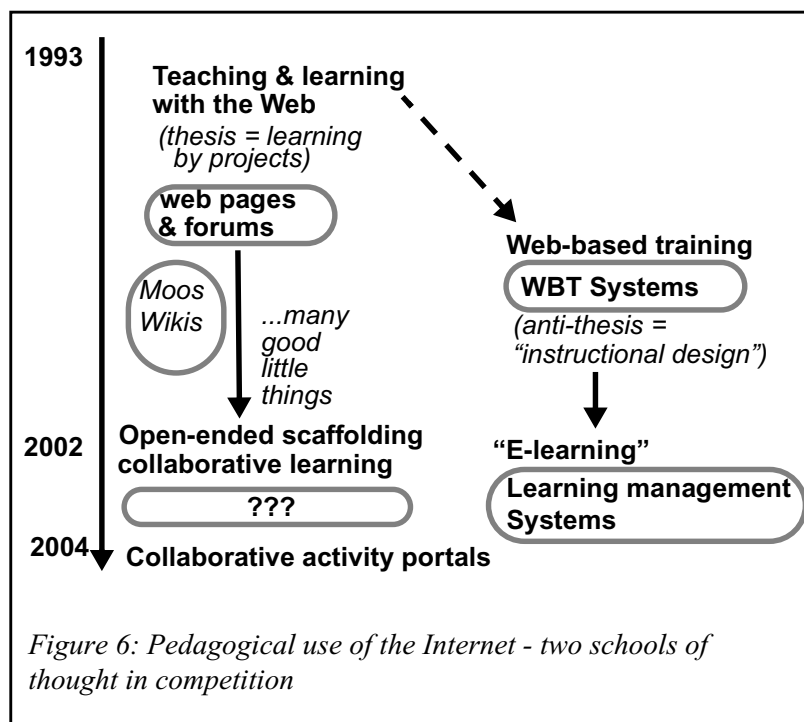 1993
Teaching & learning
with the Web
(thesis = learning
by projects)
web pages
& forums
Moos
Wikis
...many
good
little
things
Web-based training
WBT Systems
(anti-thesis =
“instructional design”)
2002
Open-ended scaffolding
collaborative learning
???
“E-learning”
Learning management
Systems
2004
Collaborative activity portals
Figure 6: Pedagogical use of the Internet - two schools of
thought in competition